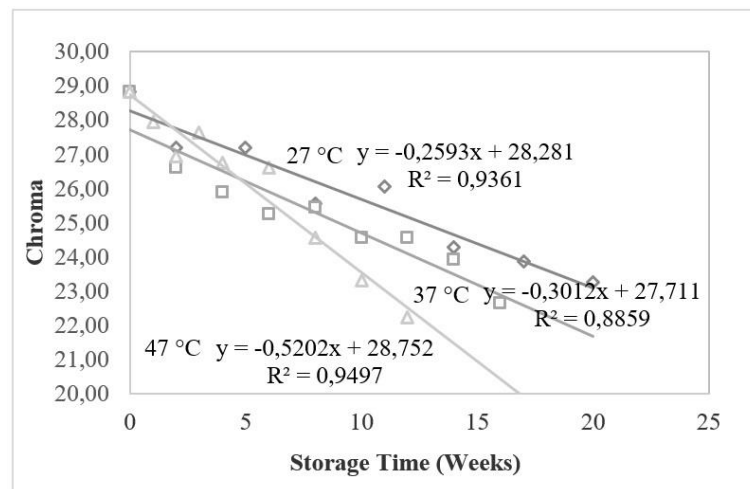 30,00
29,00
28,00
27,00
26,00
25,00
24,00
23,00
22,00
21,00
20,00
Chroma
27 °C y = -0,2593x + 28,281
R² = 0,9361
37 °C y = -0,3012x + 27,711
R² = 0,8859
47 °C y = -0,5202x + 28,752
R² = 0,9497
0 5 10 15 20 25
Storage Time (Weeks)